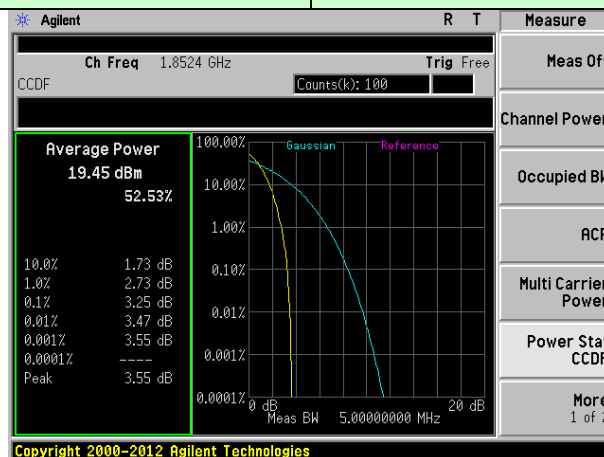 Agilent R T Measure
Ch Freq 1.8524 GHz Trig Free
CCDF Counts(k): 100
Meas Of
Channel Power
Occupied BW
ACP
Multi Carrier
Power
Power Stat
CCDF
More
1 of 2
Average Power
19.45 dBm
52.53%
10.0% 1.73 dB
1.0% 2.73 dB
0.1% 3.25 dB
0.01% 3.47 dB
0.001% 3.55 dB
0.0001% ----
Peak 3.55 dB
Gaussian Reference
100.00%
10.00%
1.00%
0.10%
0.01%
0.001%
0.0001%
0 dB 20 dB
Meas BW 5.00000000 MHz
Copyright 2000-2012 Agilent Technologies